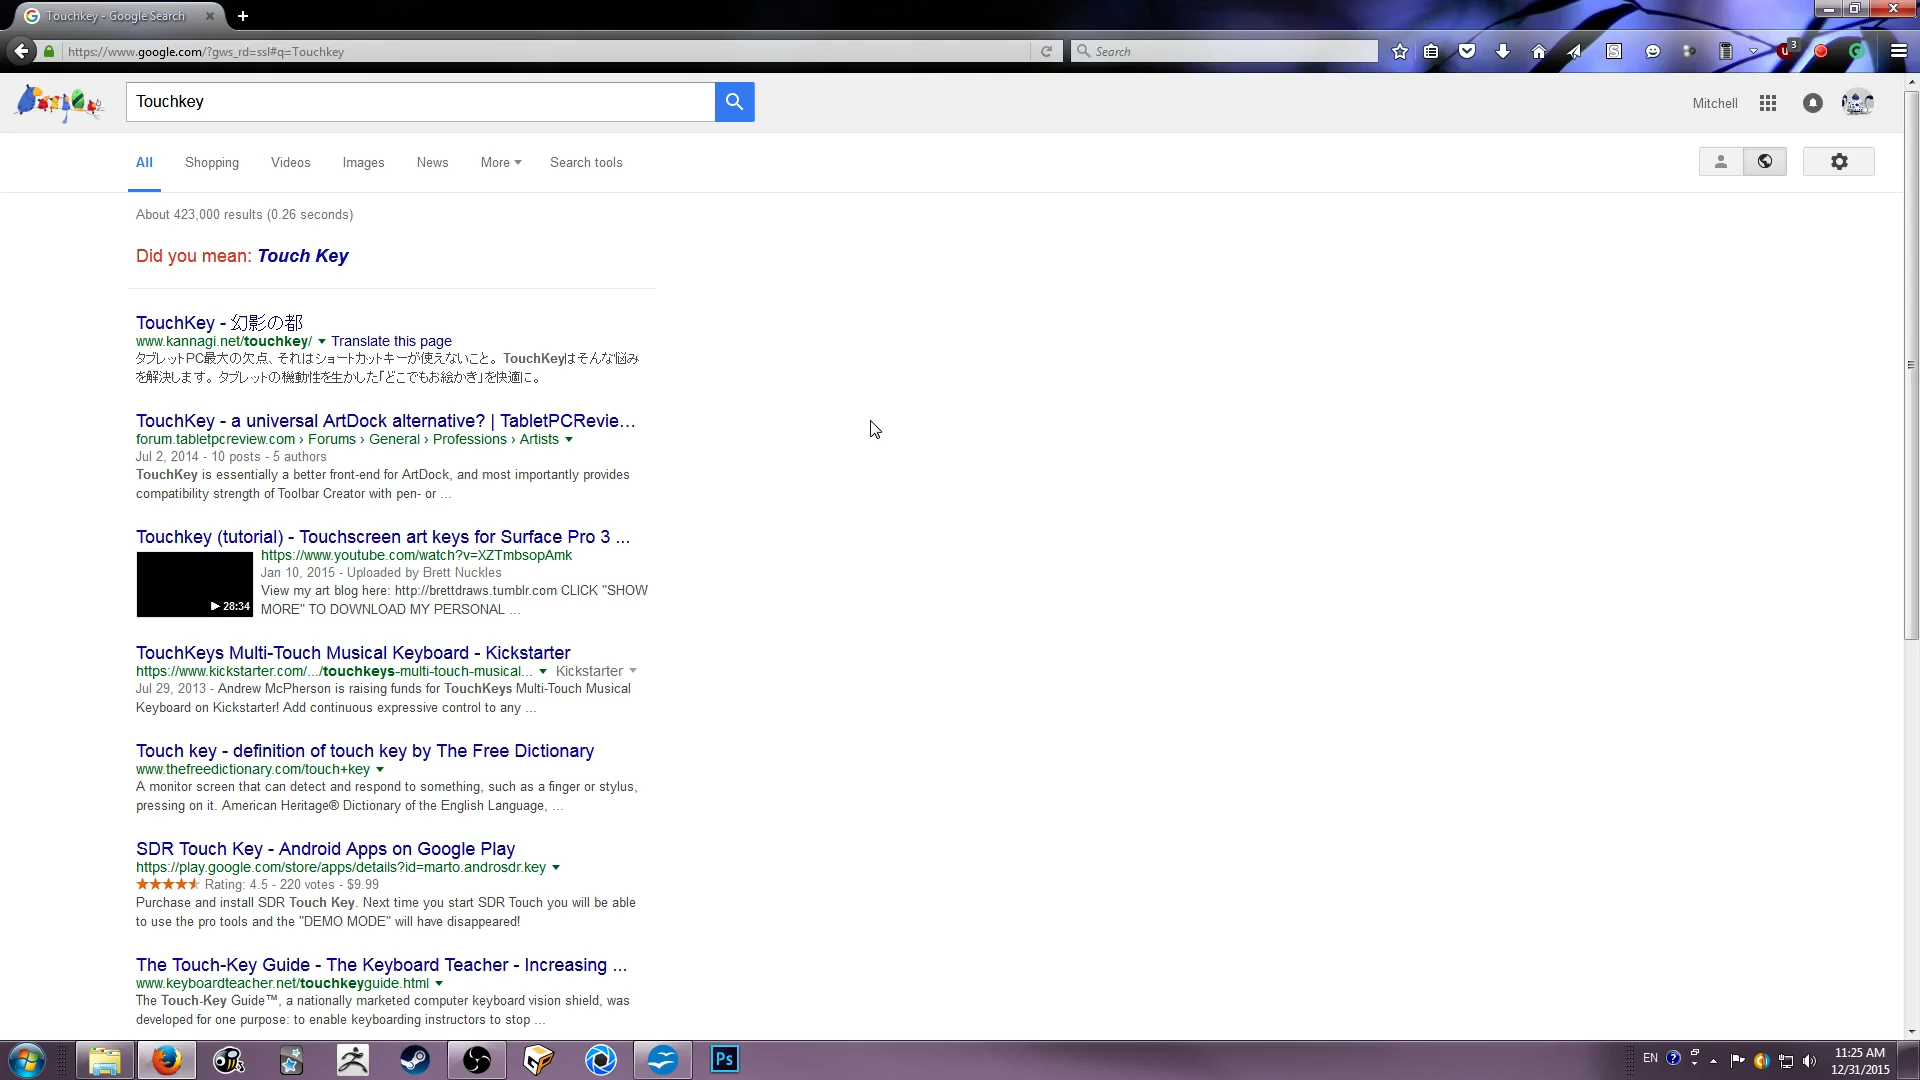 Touchkey - Google Search
https://www.google.com/?gws_rd=ssl#q=Touchkey
Search
3
Touchkey
Mitchell
All Shopping Videos Images News More Search tools
About 423,000 results (0.26 seconds)
Did you mean: Touch Key
TouchKey - 幻影の都
www.kannagi.net/touchkey/ Translate this page
タブレットPC最大の欠点、それはショートカットキーが使えないこと。TouchKeyはそんな悩み
を解決します。タブレットの機動性を生かした「どこでもお絵かき」を快適に。
TouchKey - a universal ArtDock alternative? | TabletPCRevie...
forum.tabletpcreview.com › Forums › General › Professions › Artists
Jul 2, 2014 - 10 posts - 5 authors
TouchKey is essentially a better front-end for ArtDock, and most importantly provides
compatibility strength of Toolbar Creator with pen- or ...
Touchkey (tutorial) - Touchscreen art keys for Surface Pro 3 ...
28:34
https://www.youtube.com/watch?v=XZTmbsopAmk
Jan 10, 2015 - Uploaded by Brett Nuckles
View my art blog here: http://brettdraws.tumblr.com CLICK "SHOW
MORE" TO DOWNLOAD MY PERSONAL ...
TouchKeys Multi-Touch Musical Keyboard - Kickstarter
https://www.kickstarter.com/.../touchkeys-multi-touch-musical... Kickstarter
Jul 29, 2013 - Andrew McPherson is raising funds for TouchKeys Multi-Touch Musical
Keyboard on Kickstarter! Add continuous expressive control to any ...
Touch key - definition of touch key by The Free Dictionary
www.thefreedictionary.com/touch+key
A monitor screen that can detect and respond to something, such as a finger or stylus,
pressing on it. American Heritage® Dictionary of the English Language, ...
SDR Touch Key - Android Apps on Google Play
https://play.google.com/store/apps/details?id=marto.androsdr.key
Rating: 4.5 - 220 votes - $9.99
Purchase and install SDR Touch Key. Next time you start SDR Touch you will be able
to use the pro tools and the "DEMO MODE" will have disappeared!
The Touch-Key Guide - The Keyboard Teacher - Increasing ...
www.keyboardteacher.net/touchkeyguide.html
The Touch-Key Guide™, a nationally marketed computer keyboard vision shield, was
developed for one purpose: to enable keyboarding instructors to stop ...
Ps
EN
11:25 AM
12/31/2015